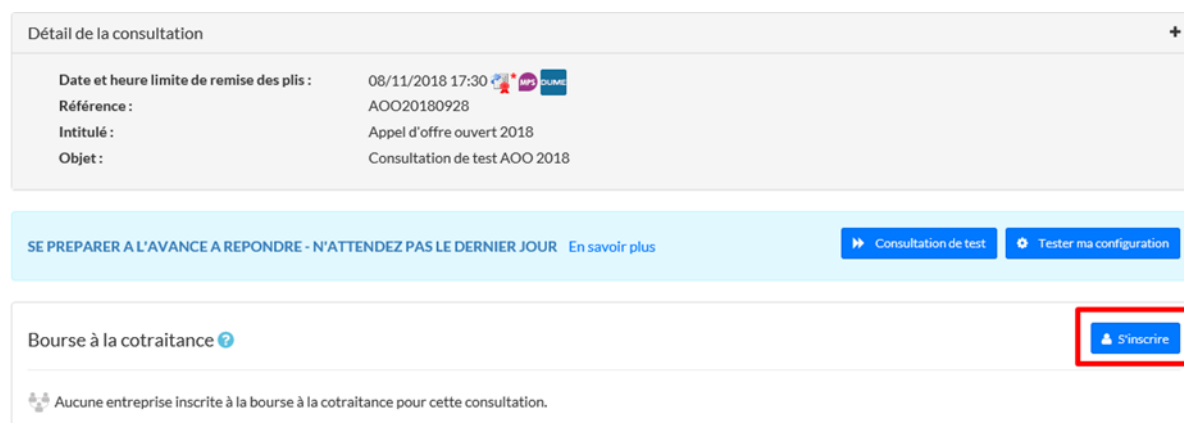 Détail de la consultation
Date et heure limite de remise des plis : 08/11/2018 17:30 * MPS DUME
Référence : AOO20180928
Intitulé : Appel d'offre ouvert 2018
Objet : Consultation de test AOO 2018
SE PREPARER A L'AVANCE A REPONDRE - N'ATTENDEZ PAS LE DERNIER JOUR En savoir plus Consultation de test Tester ma configuration
Bourse à la cotraitance ? S'inscrire
Aucune entreprise inscrite à la bourse à la cotraitance pour cette consultation.